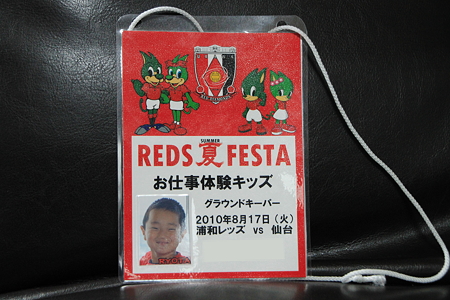 SUMMER
REDS 夏 FESTA
お仕事体験キッズ
グラウンドキーパー
2010年8月17日（火）
浦和レッズ vs 仙台